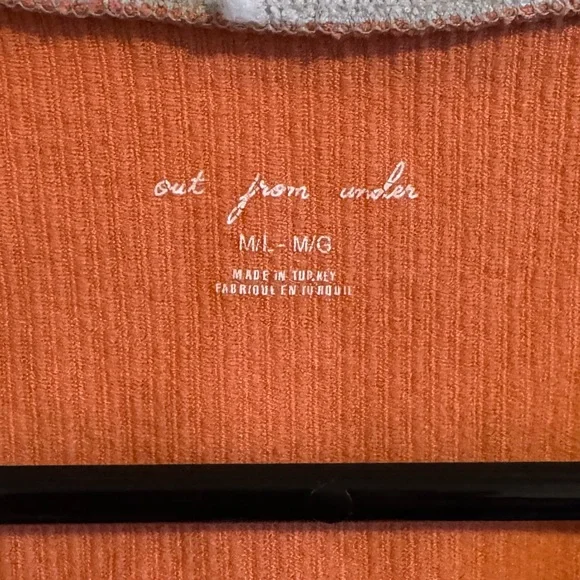 out from under
M/L - M/G
MADE IN TURKEY
FABRIQUE EN TURQUIE